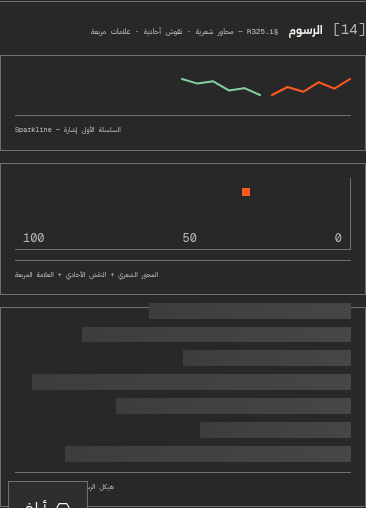 [14] الرسوم §R325.1 — محاور شعرية · نقوش أحادية · علامات مربعة
Sparkline — السلسلة الأولى إشارة
0 50 100
المحور الشعري + النقش الأحادي + العلامة المربعة
هيكل